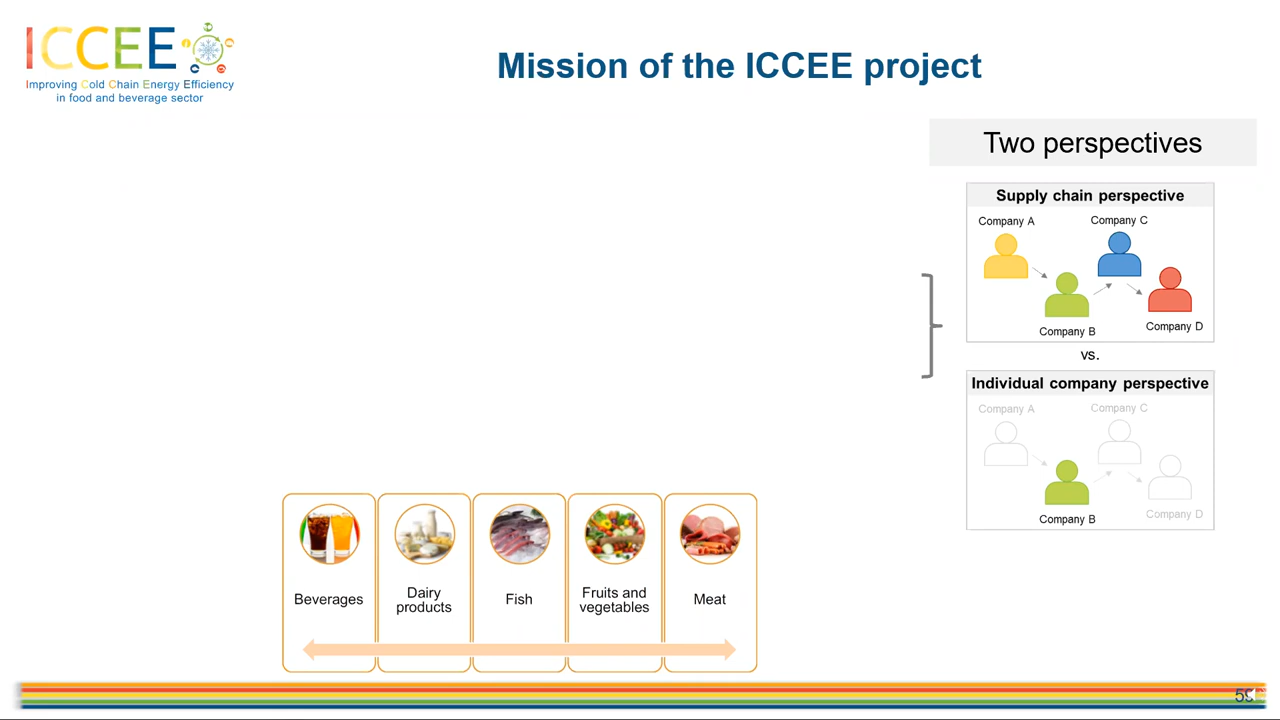 ICCEE
Improving Cold Chain Energy Efficiency
in food and beverage sector
Mission of the ICCEE project
Two perspectives
Supply chain perspective
Company A
Company C
Company B
Company D
vs.
Individual company perspective
Company A
Company C
Company B
Company D
Beverages
Dairy
products
Fish
Fruits and
vegetables
Meat